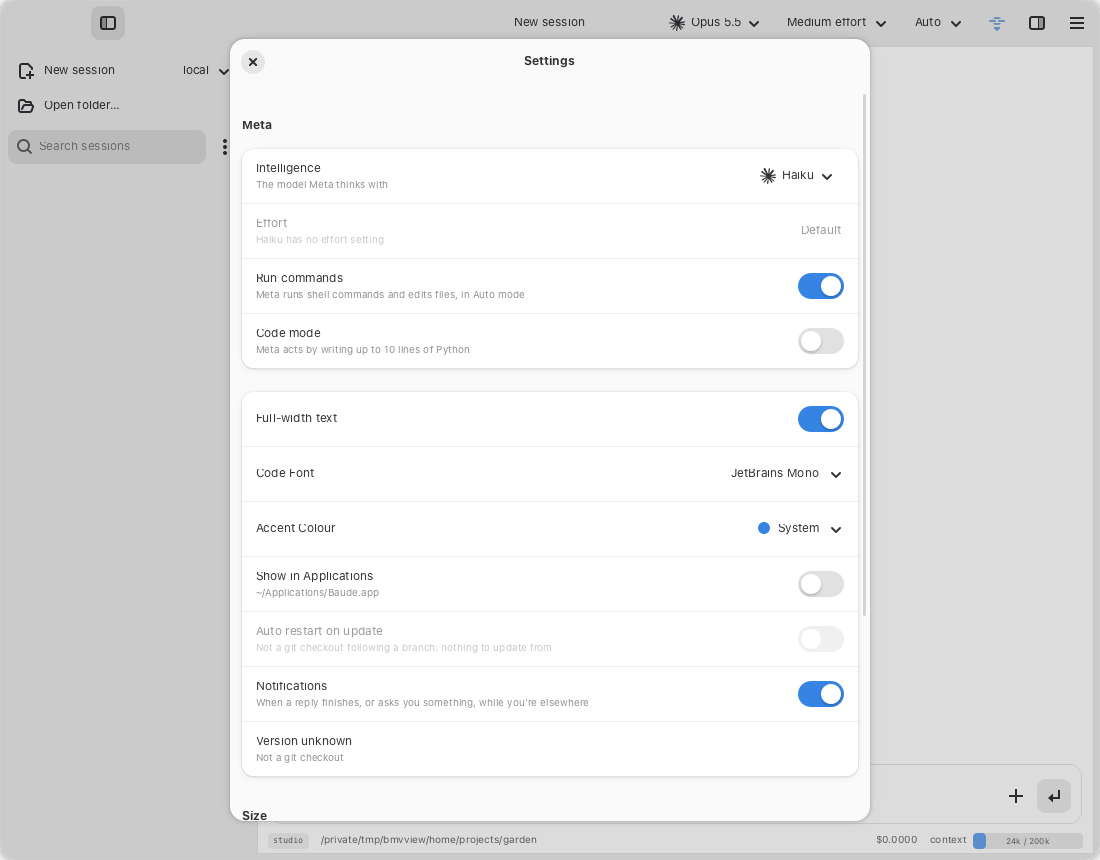 New session
Opus 5.5
Medium effort
Auto
New session
local
Open folder...
Search sessions
Settings
Meta
Intelligence
The model Meta thinks with
Haiku
Effort
Haiku has no effort setting
Default
Run commands
Meta runs shell commands and edits files, in Auto mode
Code mode
Meta acts by writing up to 10 lines of Python
Full-width text
Code Font
JetBrains Mono
Accent Colour
System
Show in Applications
~/Applications/Baude.app
Auto restart on update
Not a git checkout following a branch: nothing to update from
Notifications
When a reply finishes, or asks you something, while you're elsewhere
Version unknown
Not a git checkout
Size
studio
/private/tmp/bmvview/home/projects/garden
$0.0000
context
24k / 200k